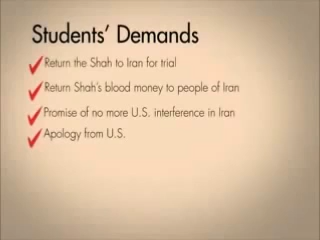 Students' Demands
Return the Shah to Iran for trial
Return Shah's blood money to people of Iran
Promise of no more U.S. interference in Iran
Apology from U.S.